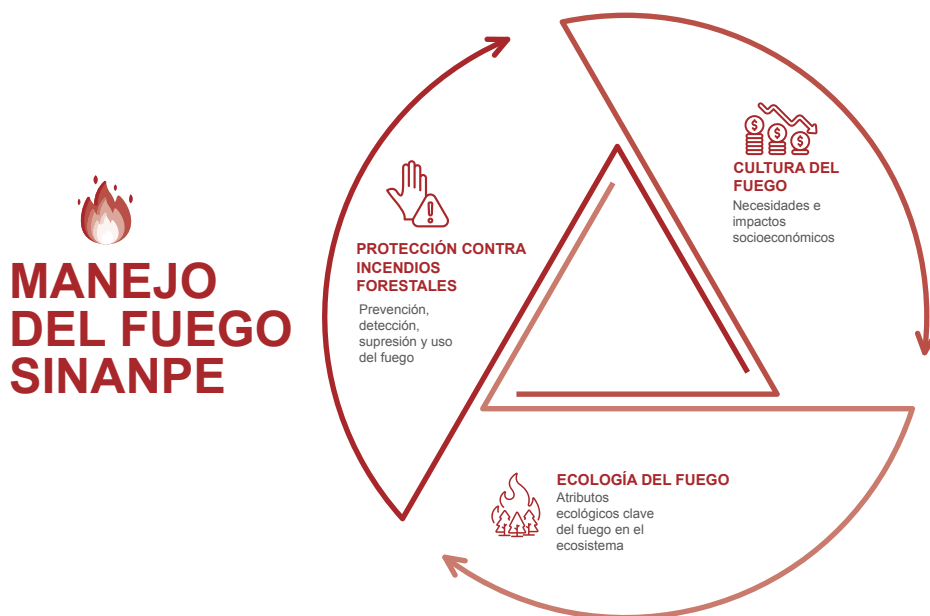 MANEJO
DEL FUEGO
SINANPE
PROTECCIÓN CONTRA
INCENDIOS
FORESTALES
Prevención,
detección,
supresión y uso
del fuego
CULTURA DEL
FUEGO
Necesidades e
impactos
socioeconómicos
ECOLOGÍA DEL FUEGO
Atributos
ecológicos clave
del fuego en el
ecosistema